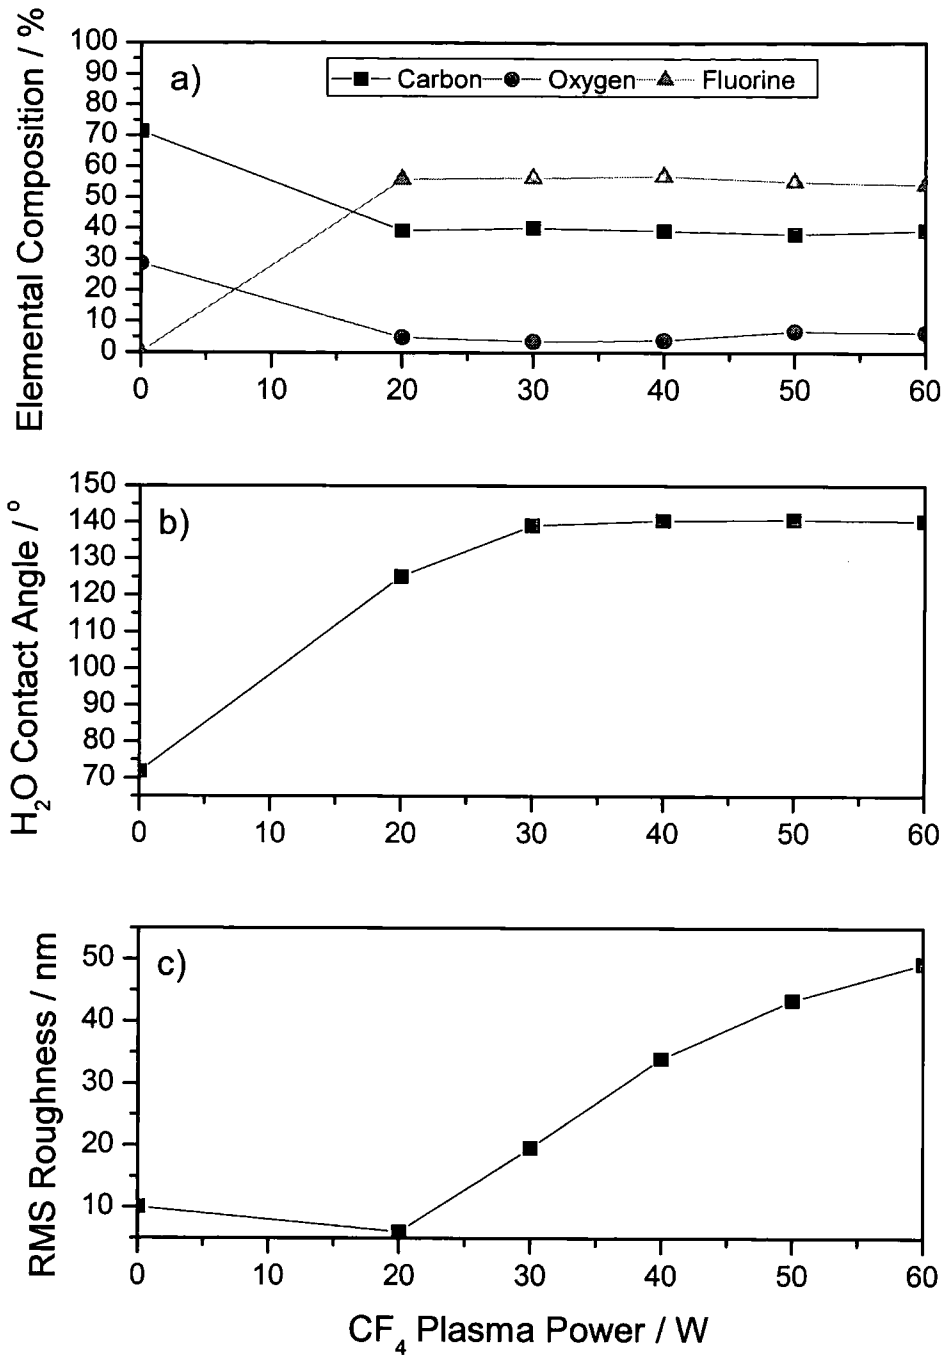 Elemental Composition / %
100
90
80
70
60
50
40
30
20
10
0
a)
Carbon Oxygen Fluorine
0 10 20 30 40 50 60
H₂O Contact Angle / °
150
140
130
120
110
100
90
80
70
b)
0 10 20 30 40 50 60
RMS Roughness / nm
50
40
30
20
10
c)
0 10 20 30 40 50 60
CF₄ Plasma Power / W